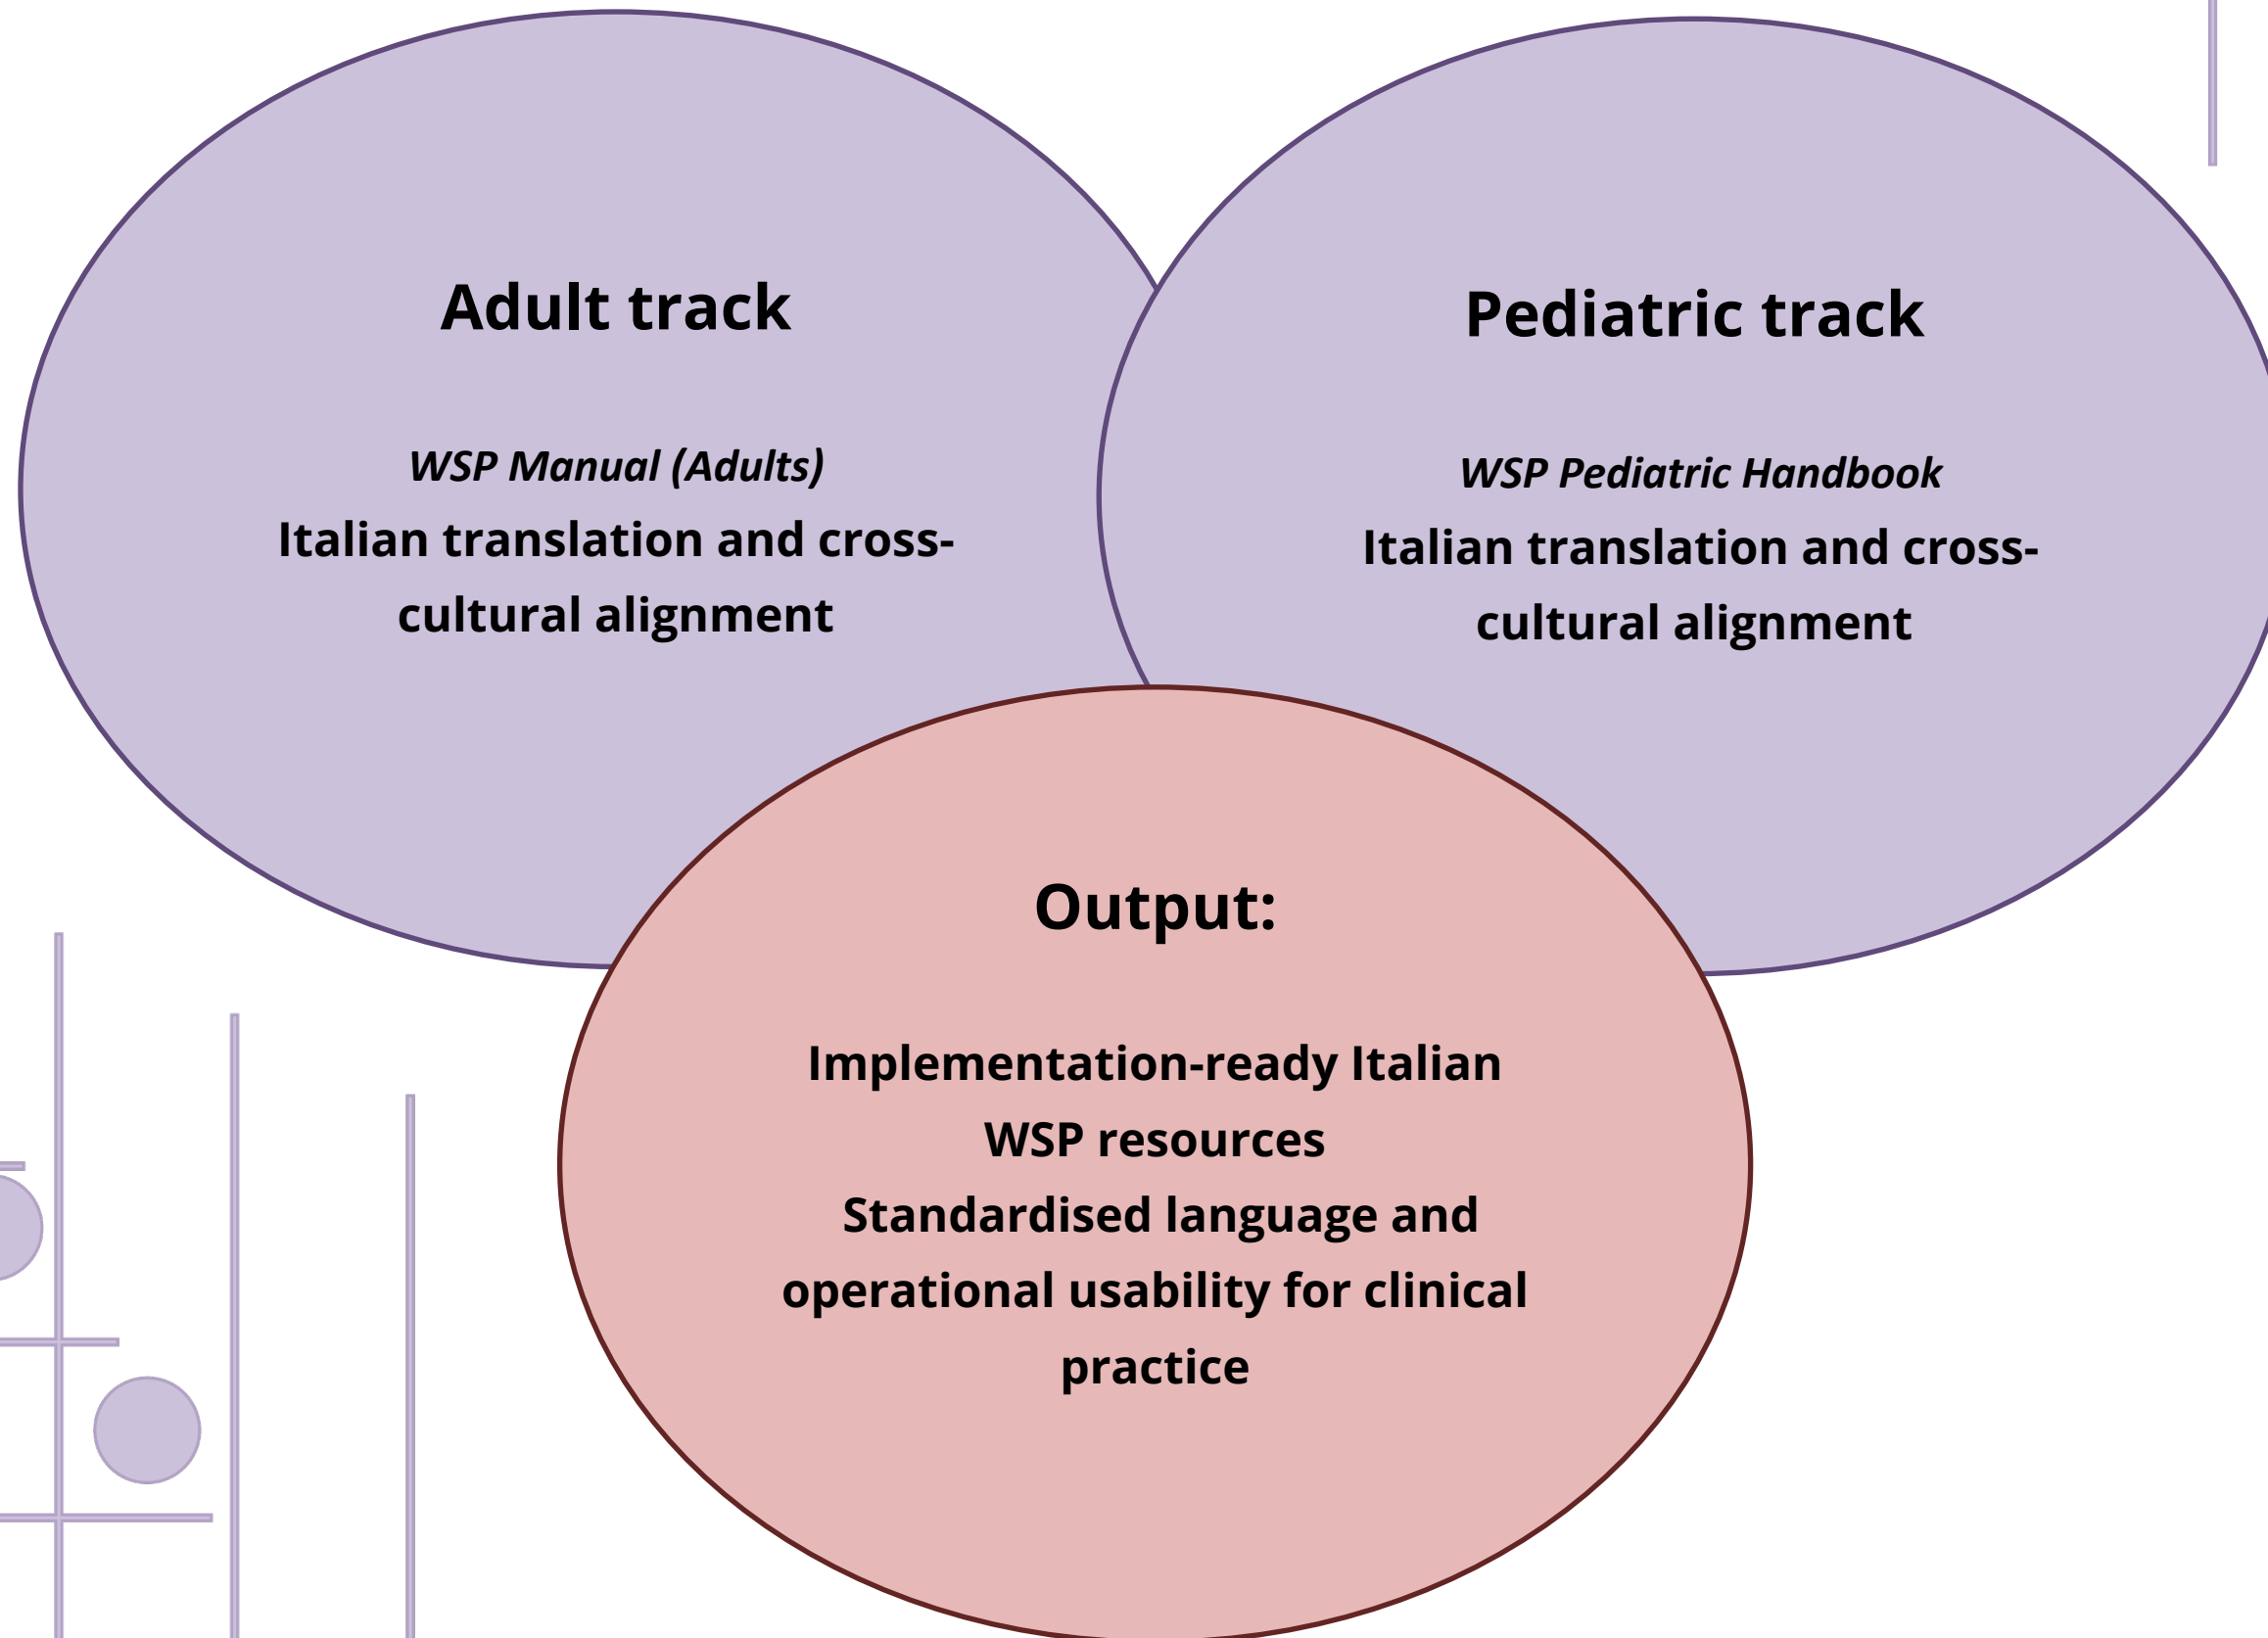 Adult track
WSP Manual (Adults)
Italian translation and cross-
cultural alignment
Pediatric track
WSP Pediatric Handbook
Italian translation and cross-
cultural alignment
Output:
Implementation-ready Italian
WSP resources
Standardised language and
operational usability for clinical
practice